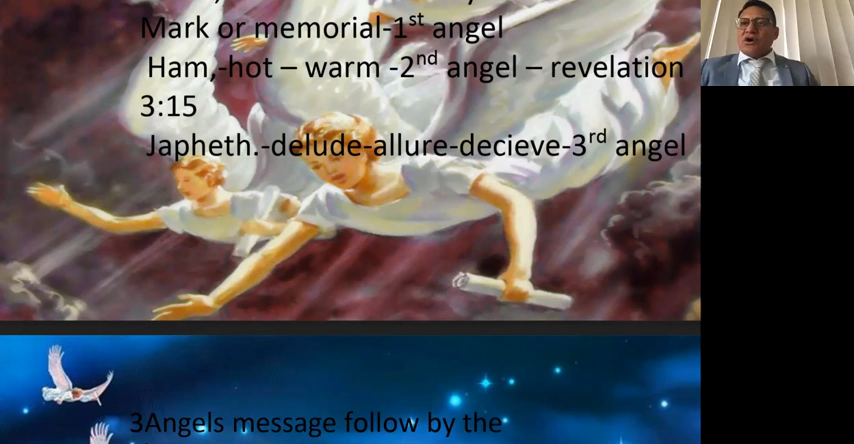 Mark or memorial-1st angel
Ham,-hot – warm -2nd angel – revelation
3:15
Japheth.-delude-allure-decieve-3rd angel
3Angels message follow by the